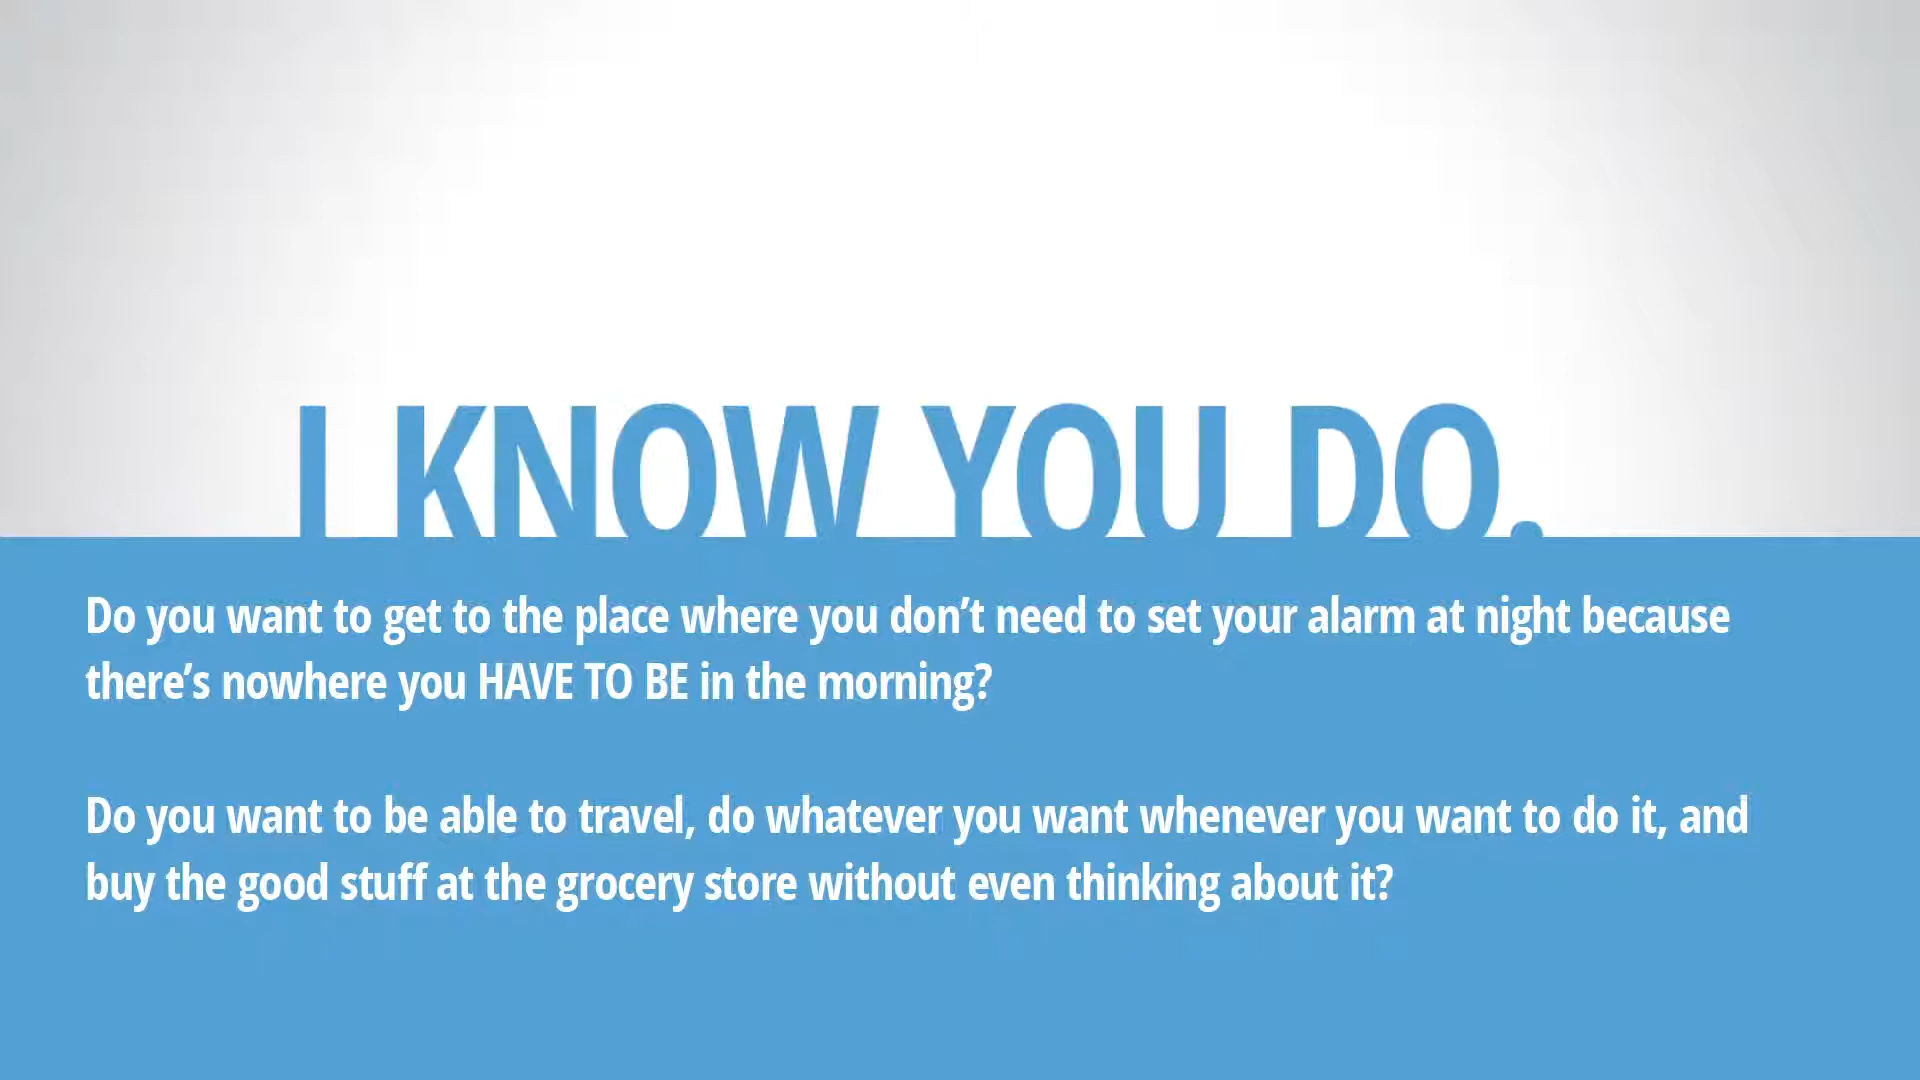 I KNOW YOU DO.
Do you want to get to the place where you don’t need to set your alarm at night because
there’s nowhere you HAVE TO BE in the morning?
Do you want to be able to travel, do whatever you want whenever you want to do it, and
buy the good stuff at the grocery store without even thinking about it?